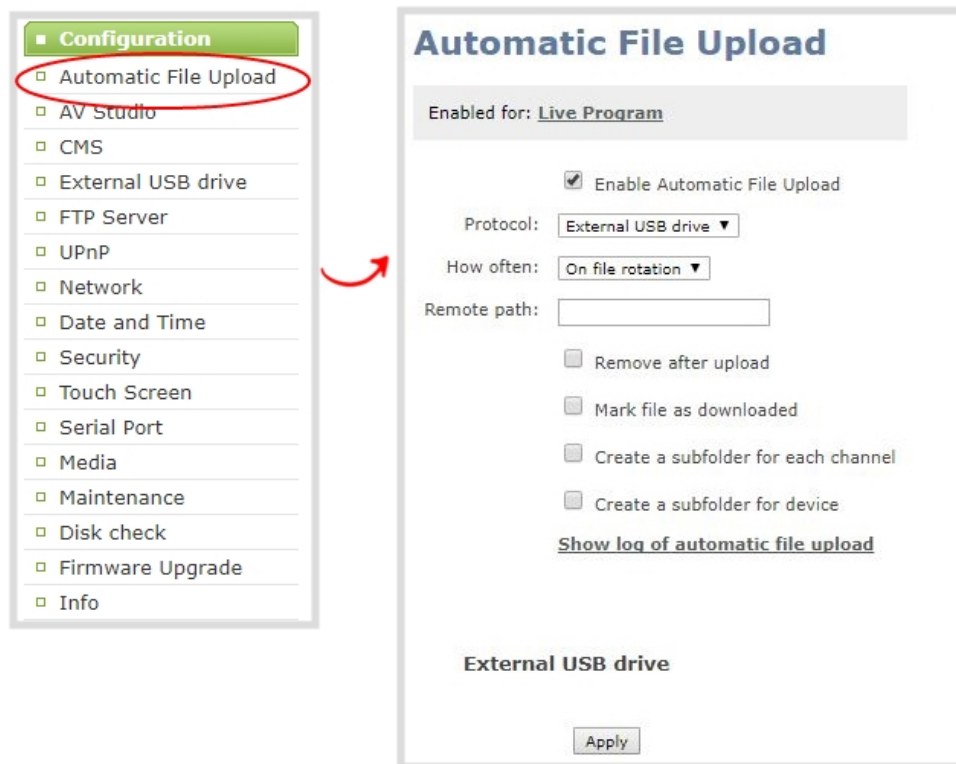 Configuration
Automatic File Upload
AV Studio
CMS
External USB drive
FTP Server
UPnP
Network
Date and Time
Security
Touch Screen
Serial Port
Media
Maintenance
Disk check
Firmware Upgrade
Info
Automatic File Upload
Enabled for: Live Program
Enable Automatic File Upload
Protocol: External USB drive ▼
How often: On file rotation ▼
Remote path:
Remove after upload
Mark file as downloaded
Create a subfolder for each channel
Create a subfolder for device
Show log of automatic file upload
External USB drive
Apply